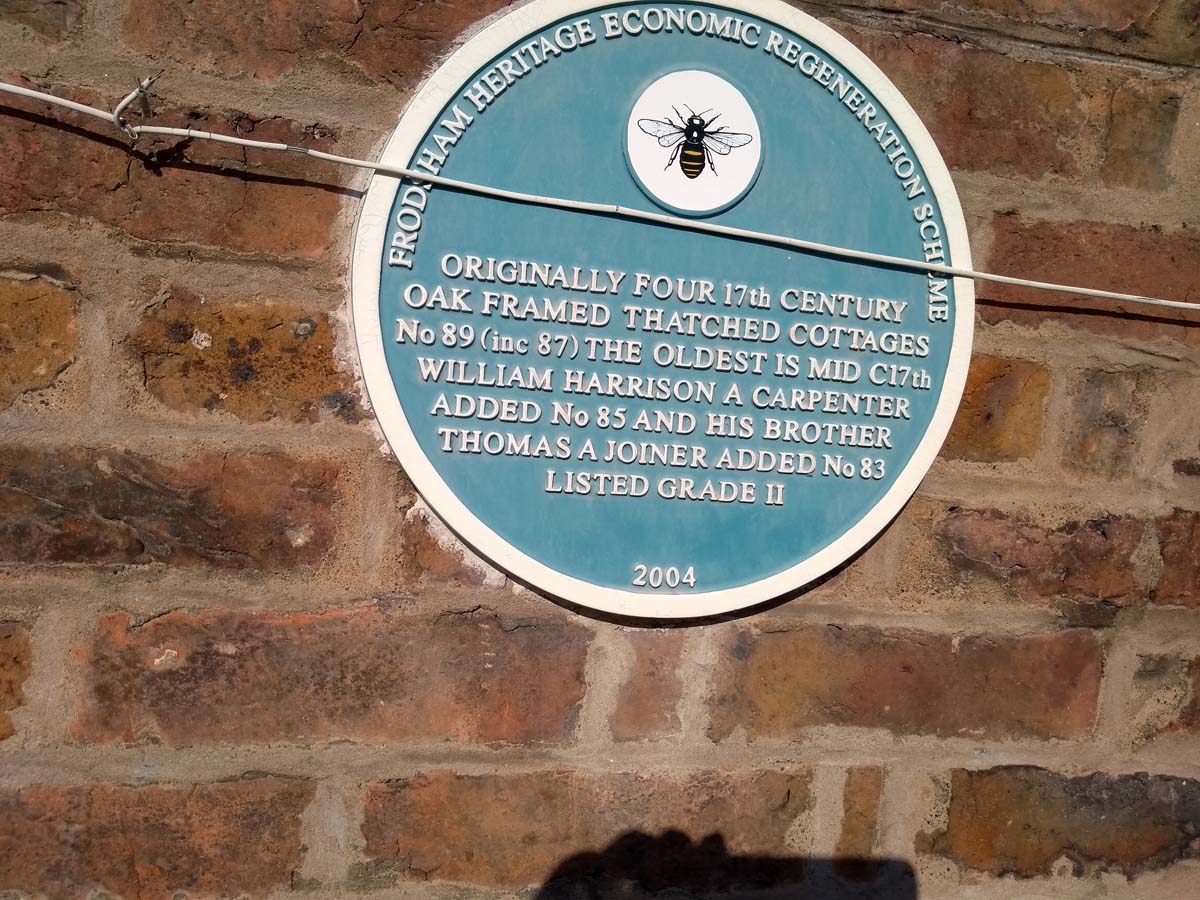 FRODSHAM HERITAGE ECONOMIC REGENERATION SCHEME
ORIGINALLY FOUR 17th CENTURY
OAK FRAMED THATCHED COTTAGES
No 89 (inc 87) THE OLDEST IS MID C17th
WILLIAM HARRISON A CARPENTER
ADDED No 85 AND HIS BROTHER
THOMAS A JOINER ADDED No 83
LISTED GRADE II
2004